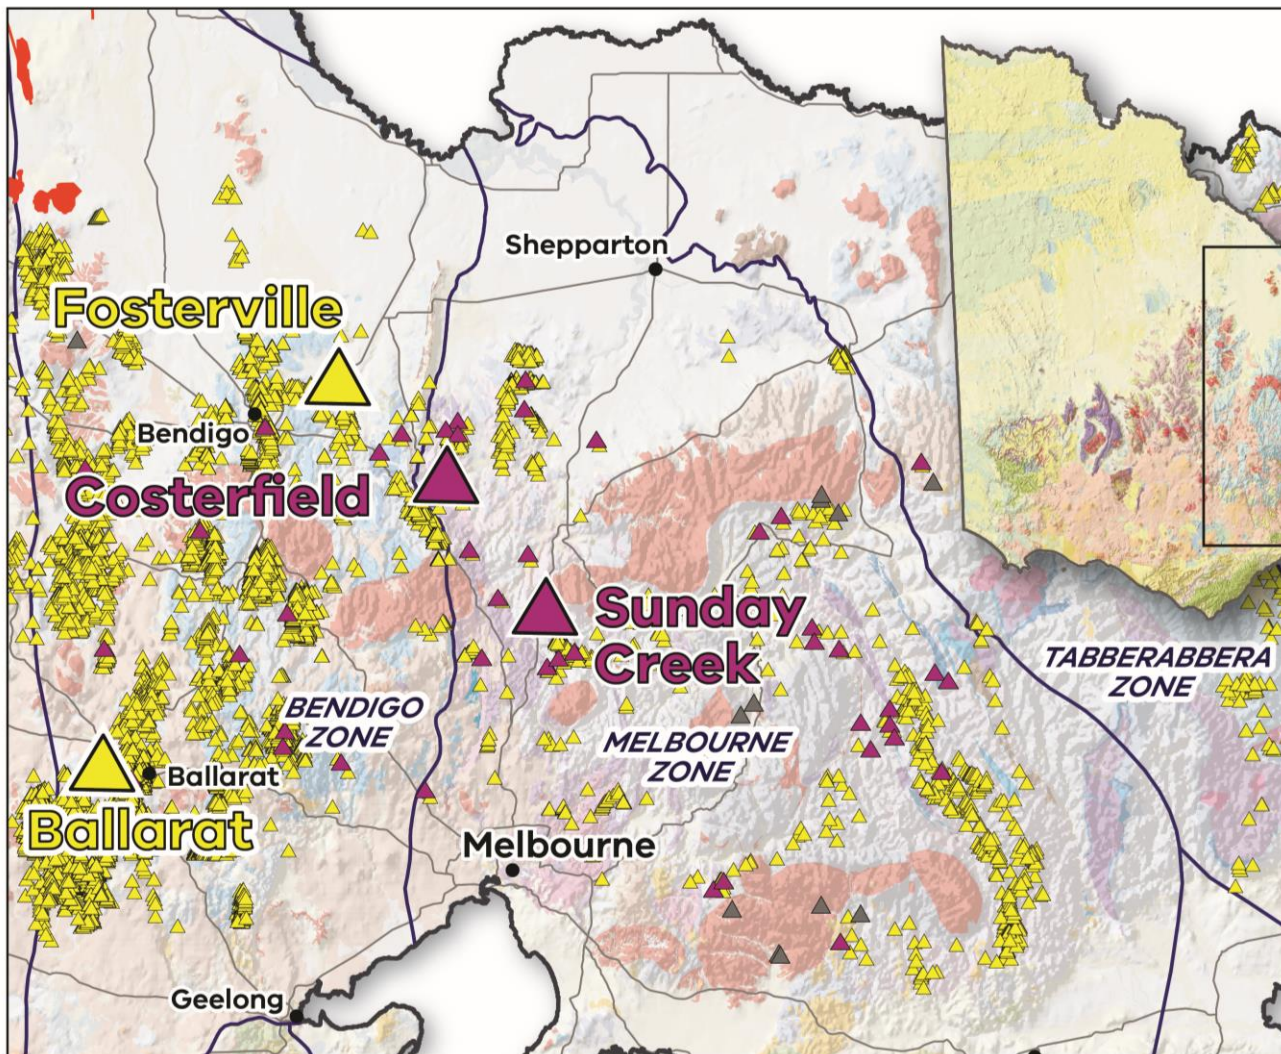 Shepparton
Fosterville
Bendigo
Costerfield
Sunday
Creek
TABBERABBERA
ZONE
BENDIGO
ZONE
MELBOURNE
ZONE
Ballarat
Ballarat
Melbourne
Geelong